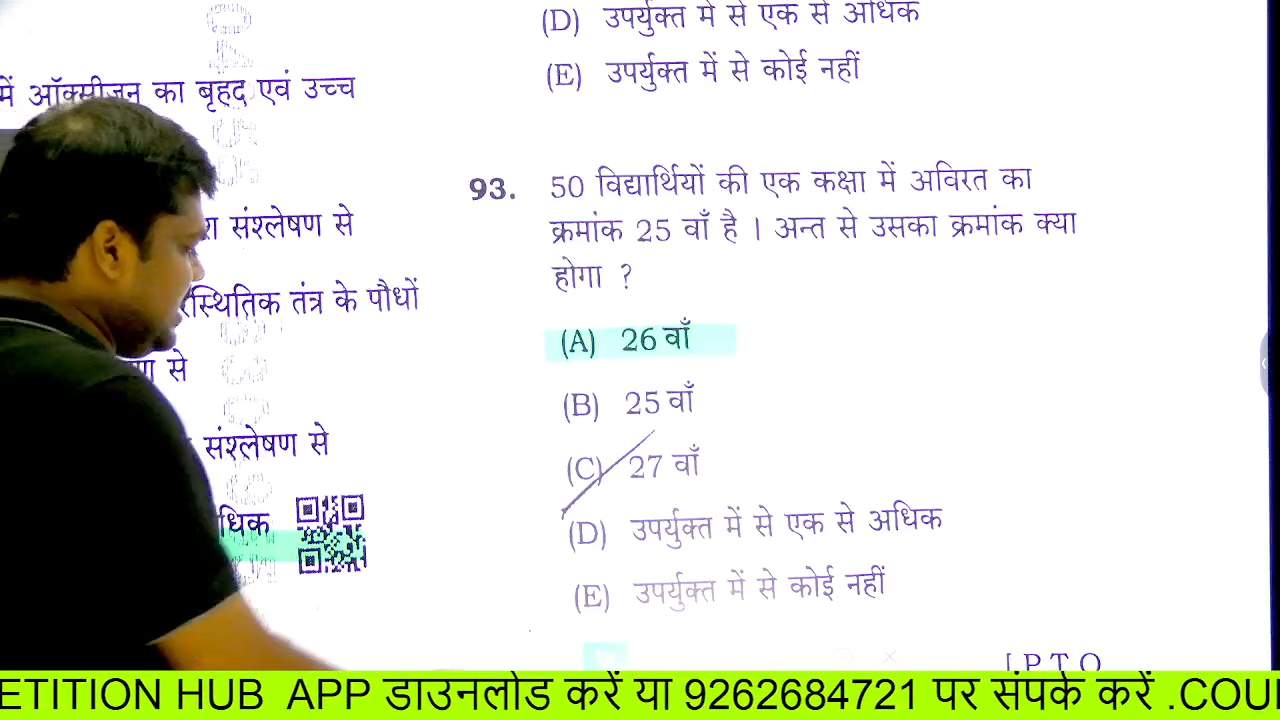 (D) उपर्युक्त में से एक से अधिक
(E) उपर्युक्त में से कोई नहीं
में ऑक्सीजन का बृहद एवं उच्च
संश्लेषण से
के पौधों
से
संश्लेषण से
93. 50 विद्यार्थियों की एक कक्षा में अविरत का
क्रमांक 25 वाँ है । अन्त से उसका क्रमांक क्या
होगा ?
(A) 26 वाँ
(B) 25 वाँ
(C) 27 वाँ
(D) उपर्युक्त में से एक से अधिक
(E) उपर्युक्त में से कोई नहीं
[ P.T.O.
ETITION HUB APP डाउनलोड करें या 9262684721 पर संपर्क करें .COU